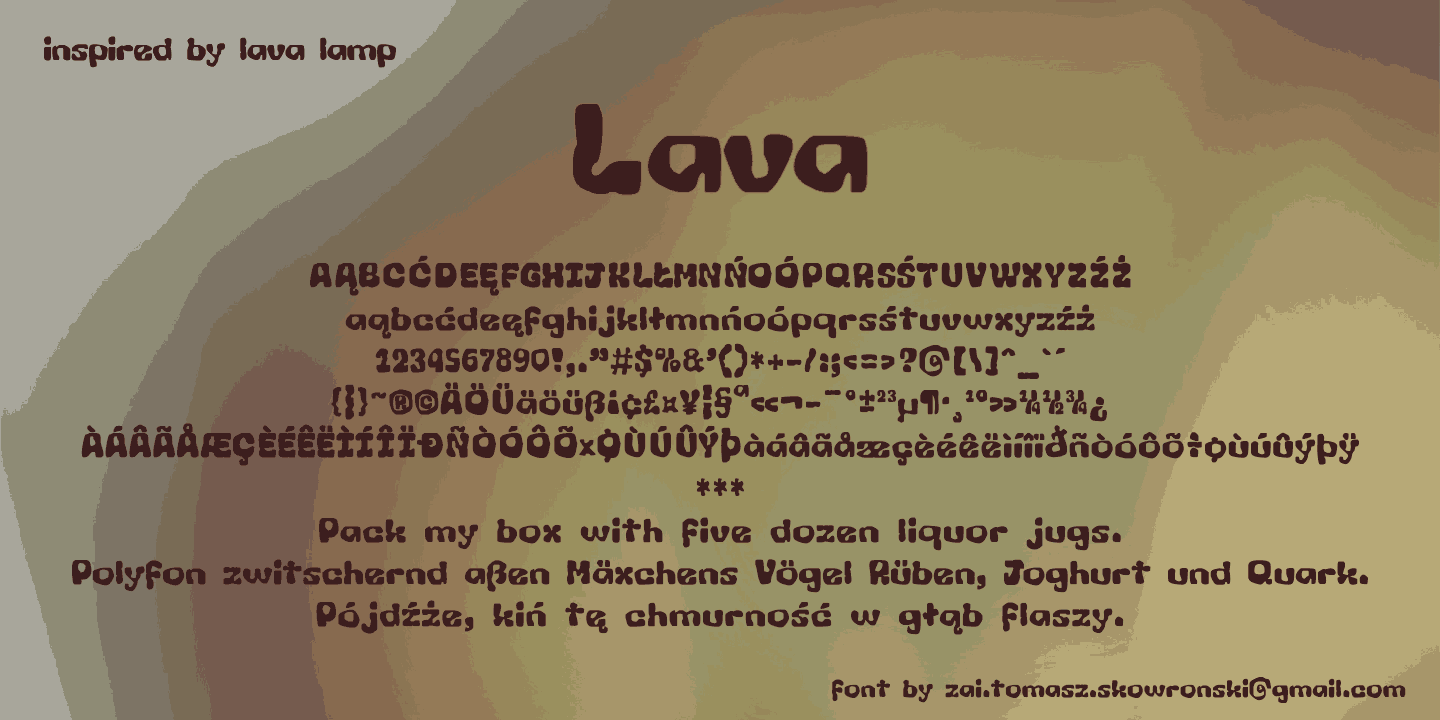 inspired by lava lamp
Lava
AĄBCĆDEĘFGHIJKLŁMNŃOÓPQRSŚTUVWXYZŹŻ
aąbcćdeęfghijklłmnńoópqrsśtuvwxyzźż
1234567890!,.”#$%&’()*+-/:;<=>?@[\]^_`´
{|}~®©ÄÖÜäöüß¡¢£¤¥¦§ª«¬-¯°±²³µ¶·¸¹º»¼½¾¿
ÀÁÂÃÅÆÇÈÉÊËÌÍÎÏÐÑÒÓÔÕ×ØÙÚÛÝÞàáâãåæçèéêëìíîïðñòóôõ÷øùúûýþÿ
***
Pack my box with five dozen liquor jugs.
Polyfon zwitschernd aßen Mäxchens Vögel Rüben, Joghurt und Quark.
Pójdźże, kiń tę chmurność w głąb flaszy.
font by zai.tomasz.skowronski@gmail.com